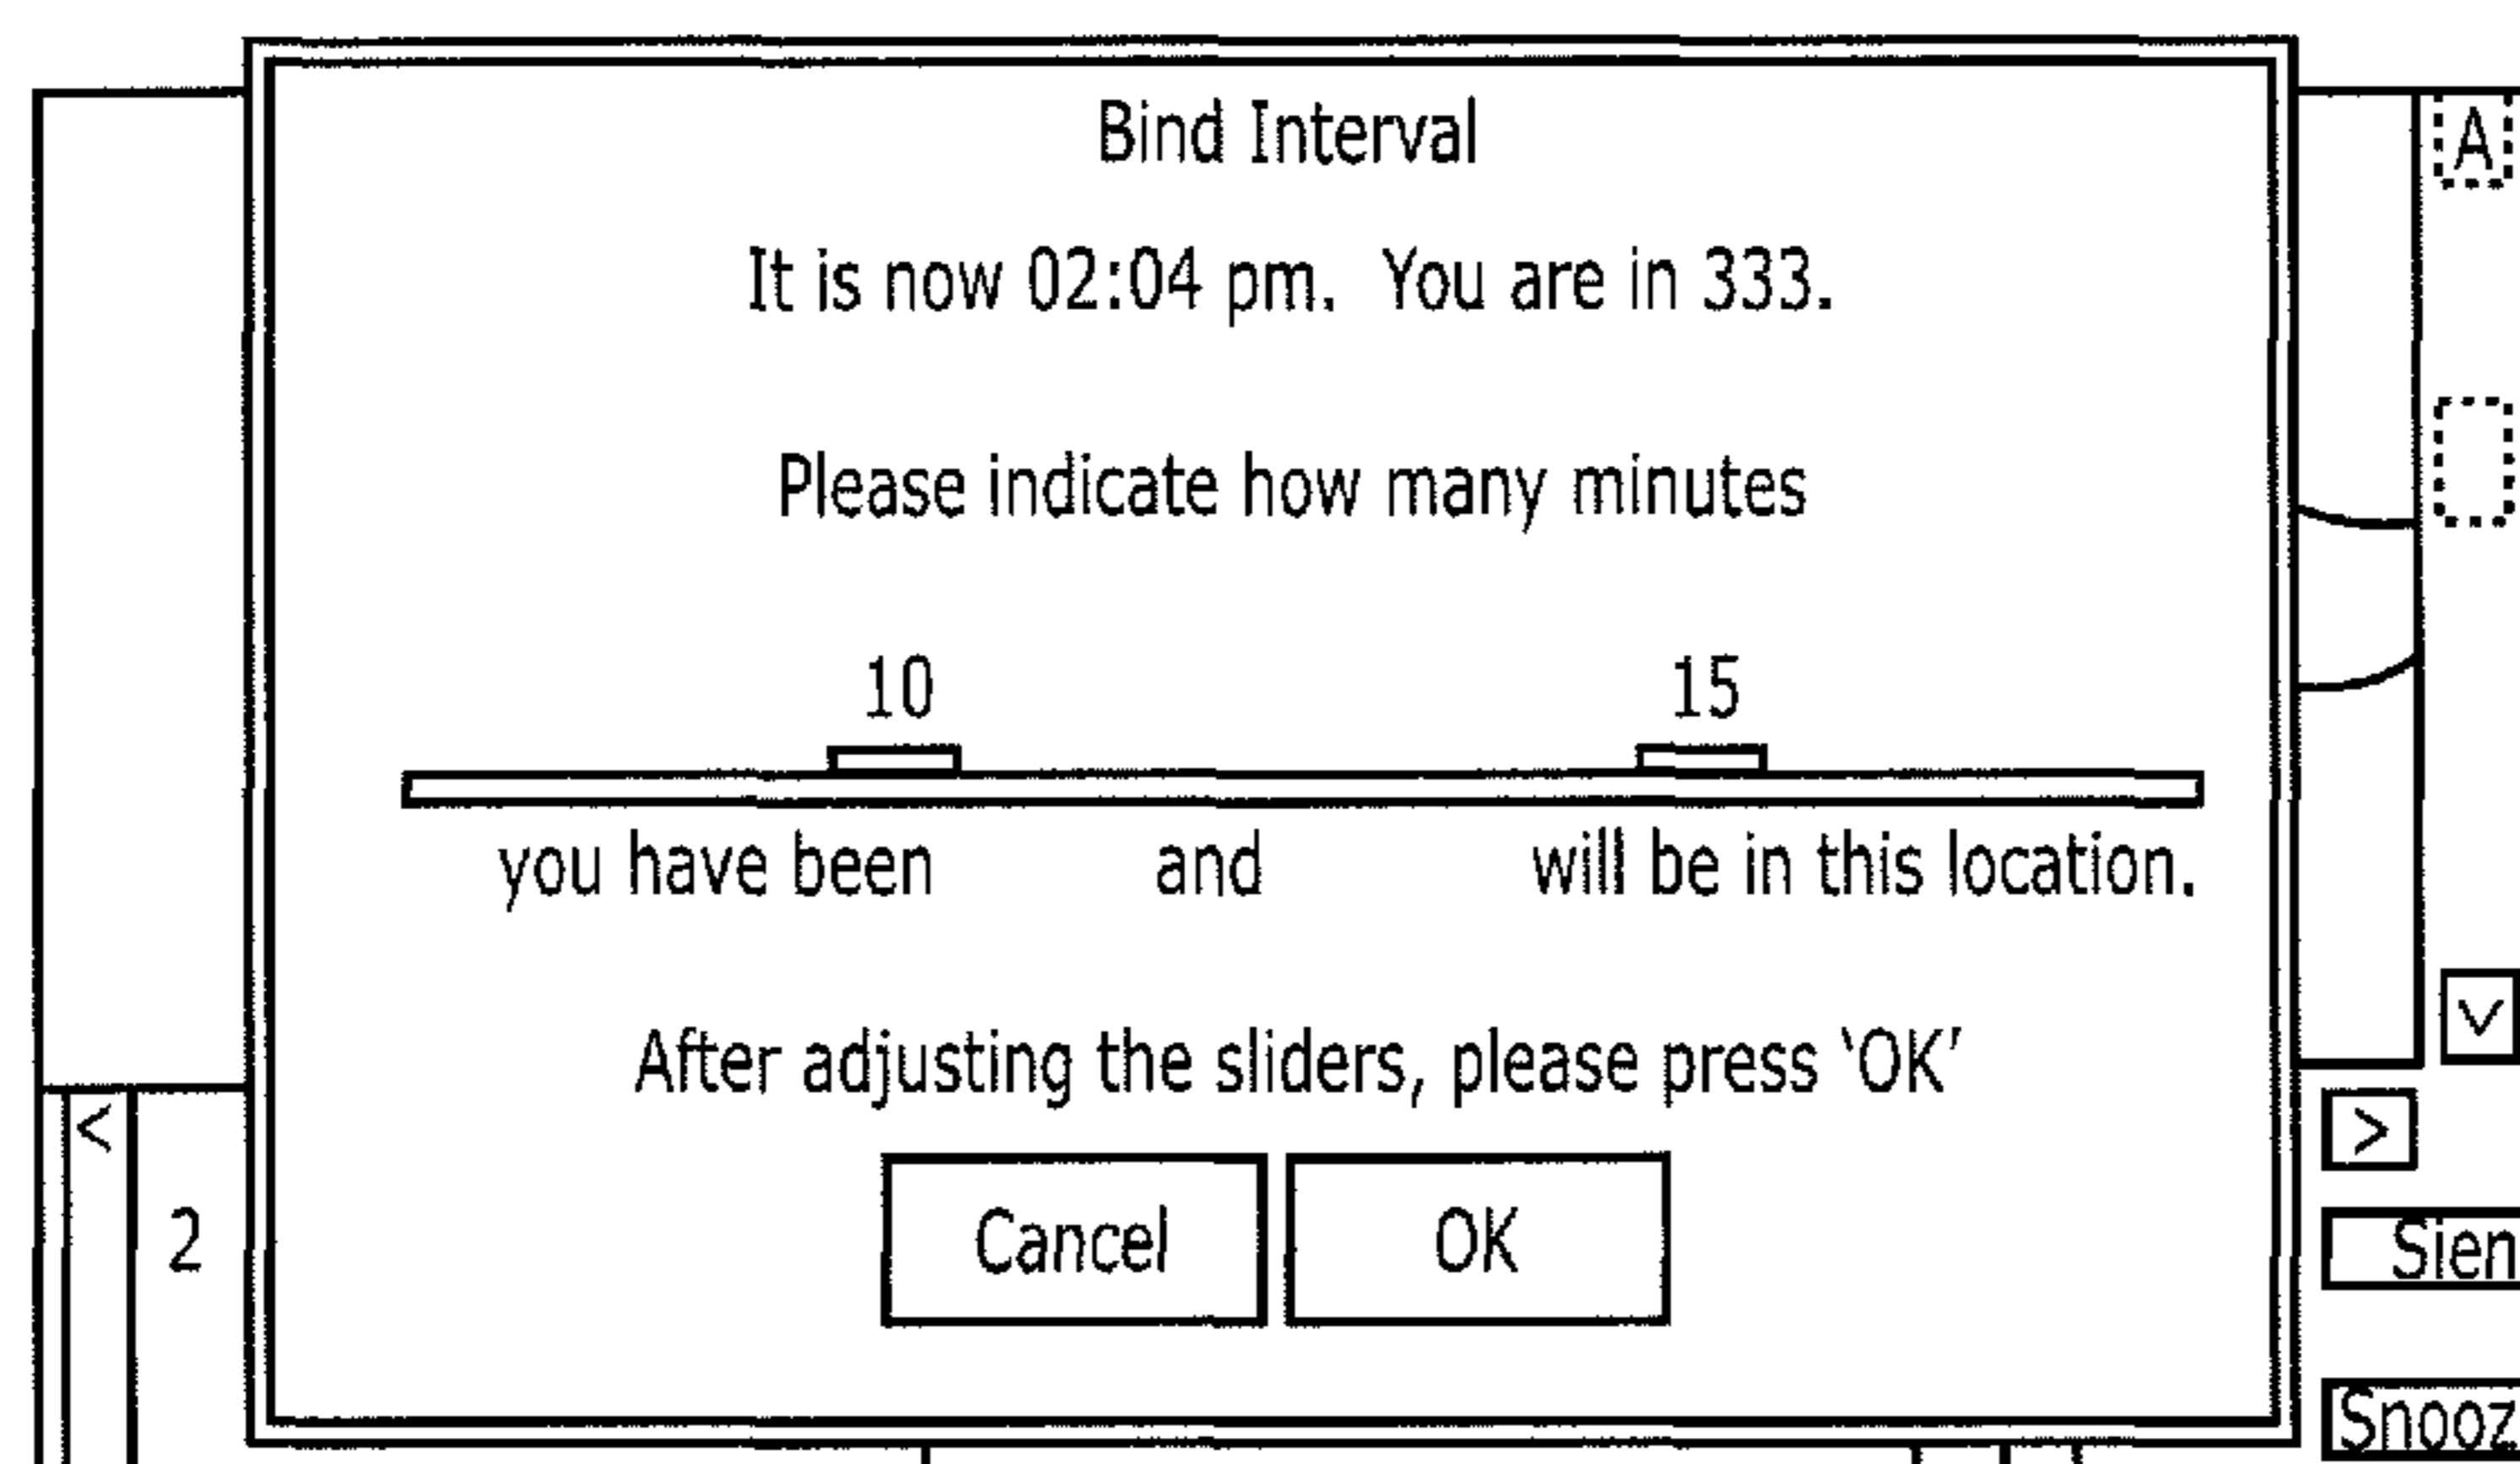 Bind Interval
A
It is now 02:04 pm. You are in 333.
Please indicate how many minutes
10 15
you have been and will be in this location.
After adjusting the sliders, please press ‘OK’
<
>
V
2
Cancel OK
Sien
Snooz